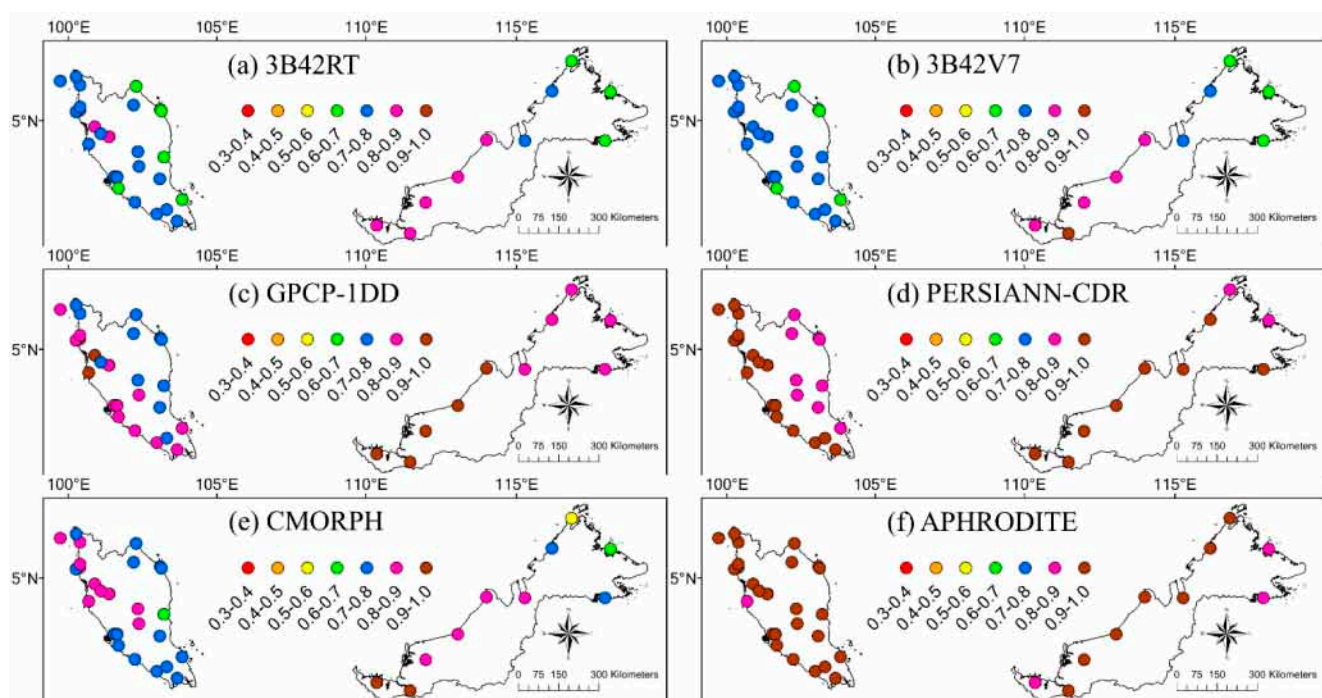 100°E 105°E 110°E 115°E 100°E 105°E 110°E 115°E
(a) 3B42RT
(b) 3B42V7
5°N
5°N
0.3-0.4 0.4-0.5 0.5-0.6 0.6-0.7 0.7-0.8 0.8-0.9 0.9-1.0
0.3-0.4 0.4-0.5 0.5-0.6 0.6-0.7 0.7-0.8 0.8-0.9 0.9-1.0
0 75 150 300 Kilometers
0 75 150 300 Kilometers
100°E 105°E 110°E 115°E 100°E 105°E 110°E 115°E
(c) GPCP-1DD
(d) PERSIANN-CDR
5°N
5°N
0.3-0.4 0.4-0.5 0.5-0.6 0.6-0.7 0.7-0.8 0.8-0.9 0.9-1.0
0.3-0.4 0.4-0.5 0.5-0.6 0.6-0.7 0.7-0.8 0.8-0.9 0.9-1.0
0 75 150 300 Kilometers
0 75 150 300 Kilometers
100°E 105°E 110°E 115°E 100°E 105°E 110°E 115°E
(e) CMORPH
(f) APHRODITE
5°N
5°N
0.3-0.4 0.4-0.5 0.5-0.6 0.6-0.7 0.7-0.8 0.8-0.9 0.9-1.0
0.3-0.4 0.4-0.5 0.5-0.6 0.6-0.7 0.7-0.8 0.8-0.9 0.9-1.0
0 75 150 300 Kilometers
0 75 150 300 Kilometers